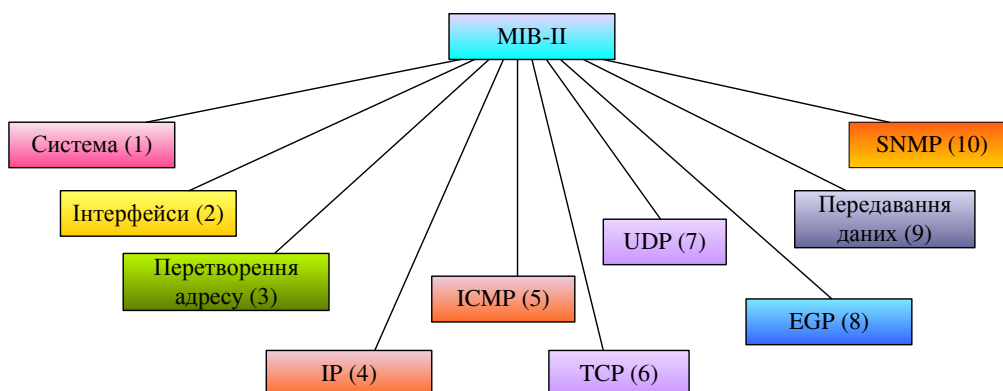 MIB-II
Система (1)
SNMP (10)
Інтерфейси (2)
Передавання
даних (9)
UDP (7)
Перетворення
адресу (3)
ICMP (5)
EGP (8)
IP (4)
TCP (6)